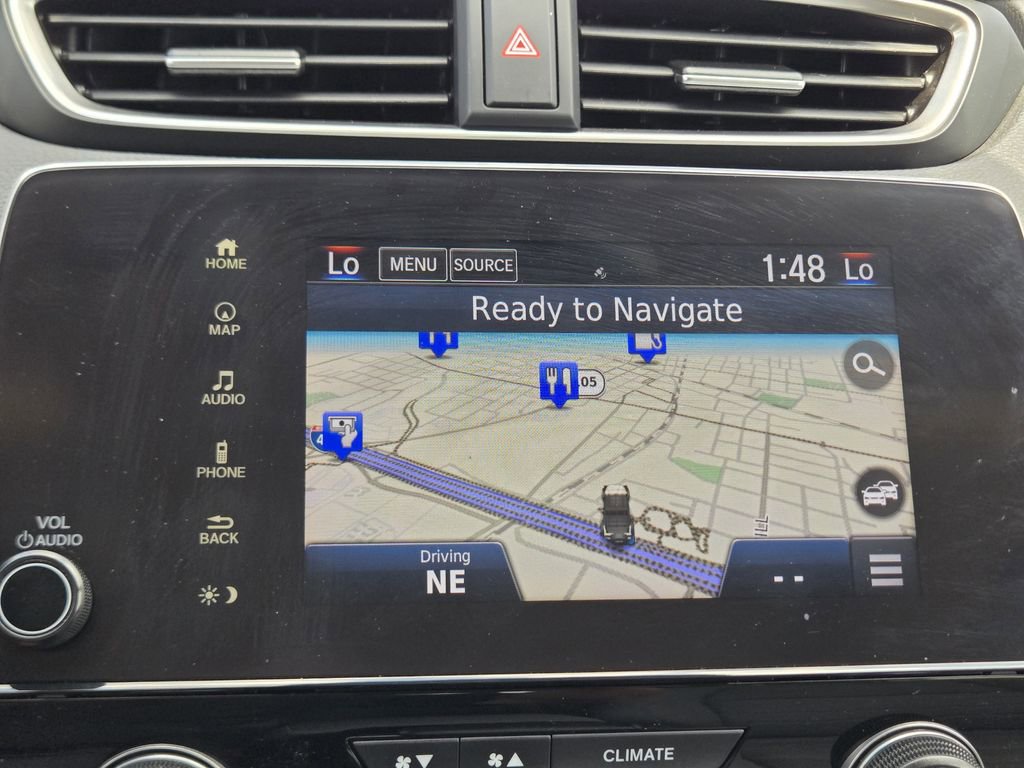 HOME
MAP
AUDIO
PHONE
BACK
VOL
AUDIO
Lo
MENU
SOURCE
1:48
Lo
Ready to Navigate
05
4
Driving
NE
--
CLIMATE